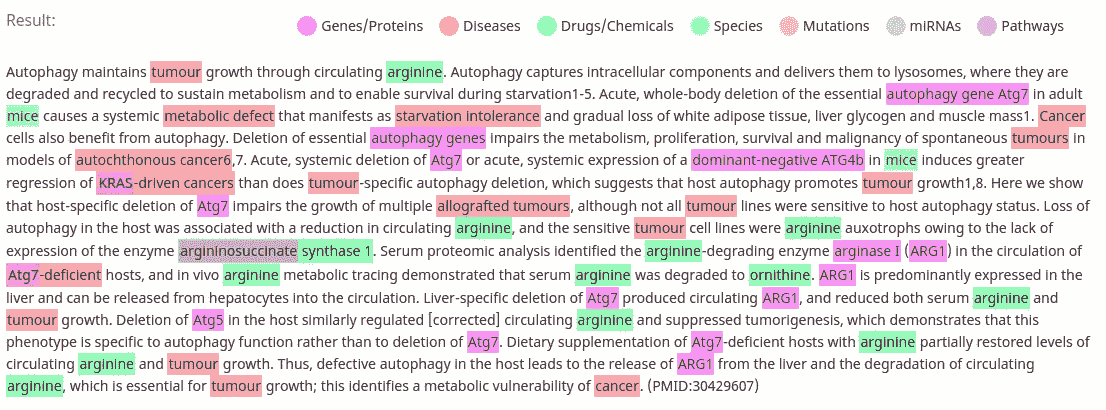 Result:
Genes/Proteins Diseases Drugs/Chemicals Species Mutations miRNAs Pathways
Autophagy maintains tumour growth through circulating arginine. Autophagy captures intracellular components and delivers them to lysosomes, where they are
degraded and recycled to sustain metabolism and to enable survival during starvation1-5. Acute, whole-body deletion of the essential autophagy gene Atg7 in adult
mice causes a systemic metabolic defect that manifests as starvation intolerance and gradual loss of white adipose tissue, liver glycogen and muscle mass1. Cancer
cells also benefit from autophagy. Deletion of essential autophagy genes impairs the metabolism, proliferation, survival and malignancy of spontaneous tumours in
models of autochthonous cancer6,7. Acute, systemic deletion of Atg7 or acute, systemic expression of a dominant-negative ATG4b in mice induces greater
regression of KRAS-driven cancers than does tumour-specific autophagy deletion, which suggests that host autophagy promotes tumour growth1,8. Here we show
that host-specific deletion of Atg7 impairs the growth of multiple allografted tumours, although not all tumour lines were sensitive to host autophagy status. Loss of
autophagy in the host was associated with a reduction in circulating arginine, and the sensitive tumour cell lines were arginine auxotrophs owing to the lack of
expression of the enzyme argininosuccinate synthase 1. Serum proteomic analysis identified the arginine-degrading enzyme arginase I (ARG1) in the circulation of
Atg7-deficient hosts, and in vivo arginine metabolic tracing demonstrated that serum arginine was degraded to ornithine. ARG1 is predominantly expressed in the
liver and can be released from hepatocytes into the circulation. Liver-specific deletion of Atg7 produced circulating ARG1, and reduced both serum arginine and
tumour growth. Deletion of Atg5 in the host similarly regulated [corrected] circulating arginine and suppressed tumorigenesis, which demonstrates that this
phenotype is specific to autophagy function rather than to deletion of Atg7. Dietary supplementation of Atg7-deficient hosts with arginine partially restored levels of
circulating arginine and tumour growth. Thus, defective autophagy in the host leads to the release of ARG1 from the liver and the degradation of circulating
arginine, which is essential for tumour growth; this identifies a metabolic vulnerability of cancer. (PMID:30429607)